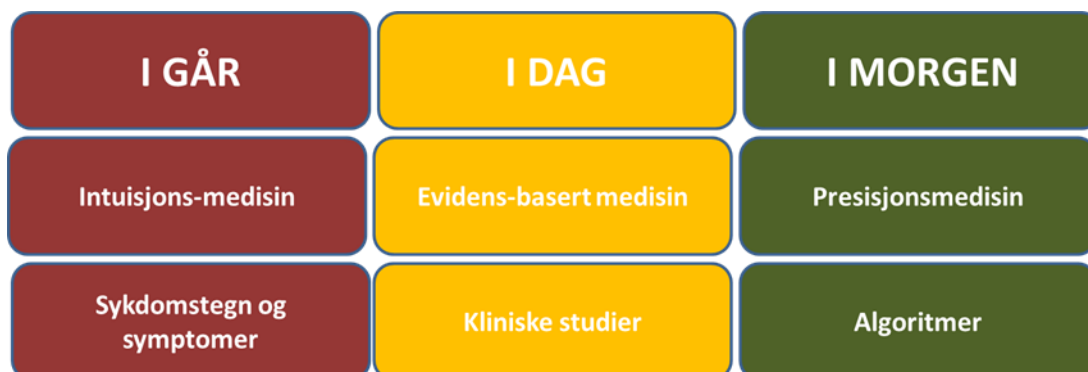 I GÅR
I DAG
I MORGEN
Intuisjons-medisin
Evidens-basert medisin
Presisjonsmedisin
Sykdomstegn og
symptomer
Kliniske studier
Algoritmer